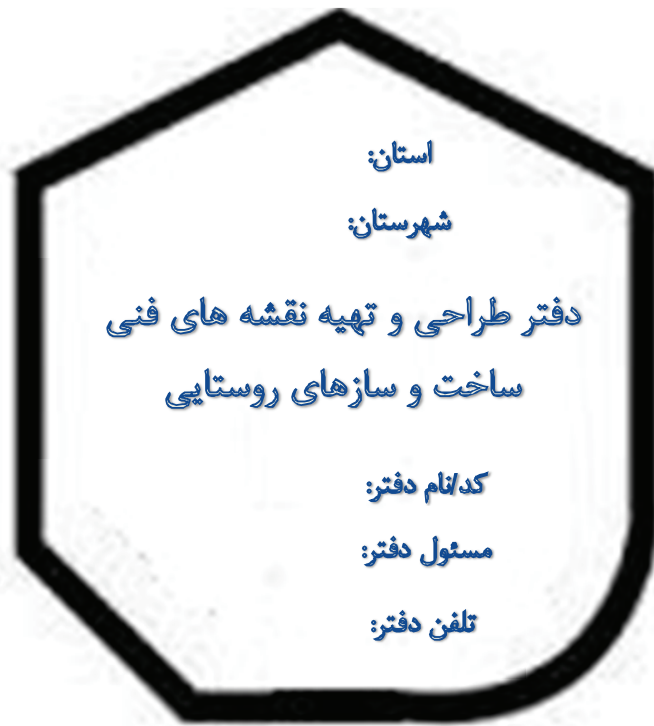 استان:
شهرستان:
دفتر طراحی و تهیه نقشه های فنی
ساخت و سازهای روستایی
کد/نام دفتر:
مسئول دفتر:
تلفن دفتر: